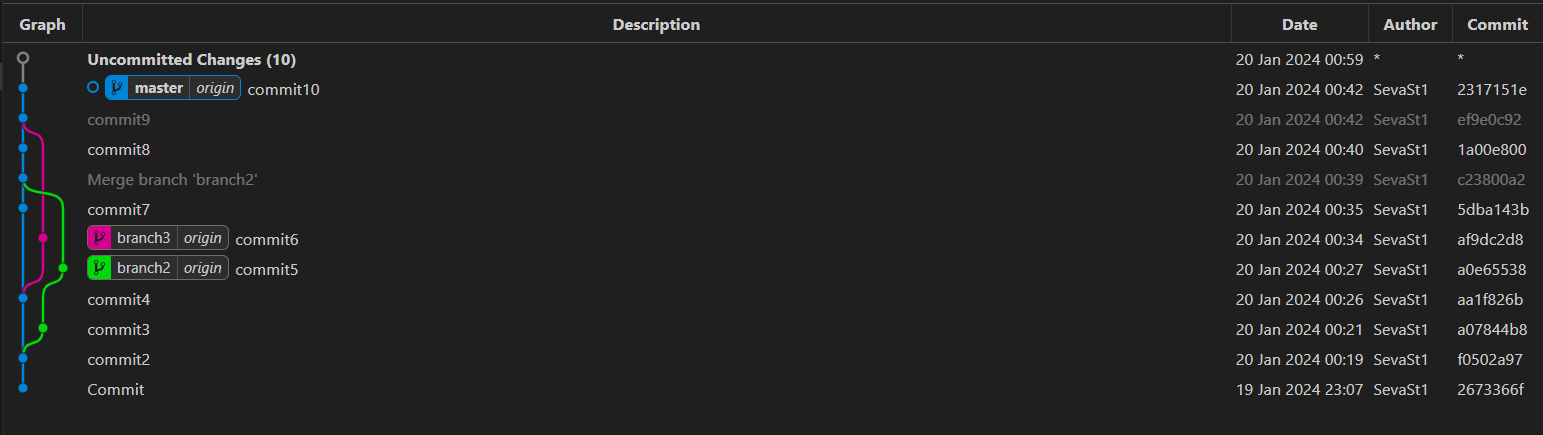 Graph Description Date Author Commit
Uncommitted Changes (10) 20 Jan 2024 00:59 * *
master origin commit10 20 Jan 2024 00:42 SevaSt1 2317151e
commit9 20 Jan 2024 00:42 SevaSt1 ef9e0c92
commit8 20 Jan 2024 00:40 SevaSt1 1a00e800
Merge branch 'branch2' 20 Jan 2024 00:39 SevaSt1 c23800a2
commit7 20 Jan 2024 00:35 SevaSt1 5dba143b
branch3 origin commit6 20 Jan 2024 00:34 SevaSt1 af9dc2d8
branch2 origin commit5 20 Jan 2024 00:27 SevaSt1 a0e65538
commit4 20 Jan 2024 00:26 SevaSt1 aa1f826b
commit3 20 Jan 2024 00:21 SevaSt1 a07844b8
commit2 20 Jan 2024 00:19 SevaSt1 f0502a97
Commit 19 Jan 2024 23:07 SevaSt1 2673366f